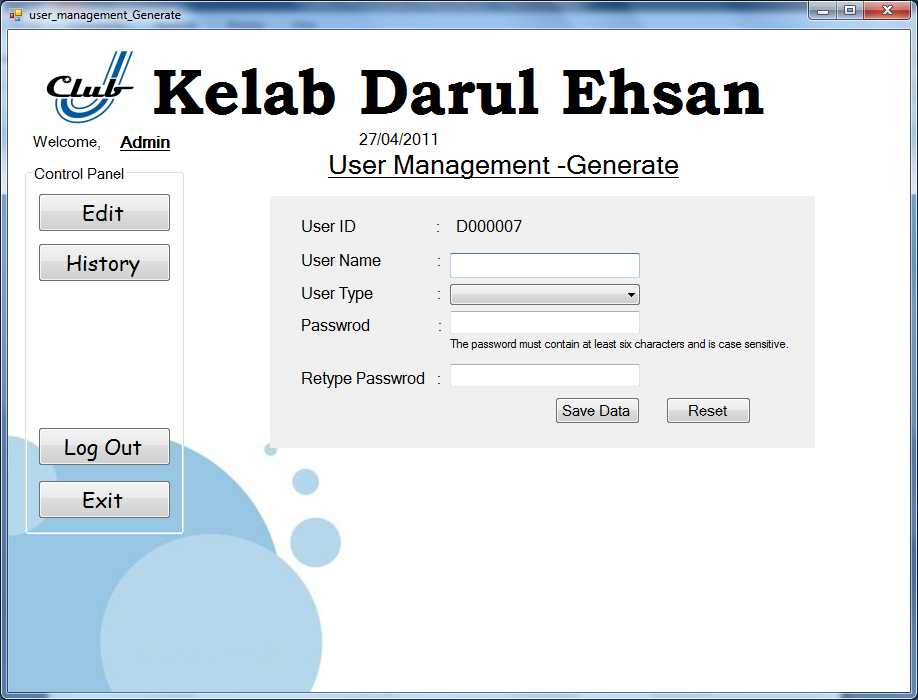 user_management_Generate
Club
Kelab Darul Ehsan
Welcome, Admin
27/04/2011
User Management -Generate
Control Panel
Edit
History
Log Out
Exit
User ID : D000007
User Name :
User Type :
Passwrod :
The password must contain at least six characters and is case sensitive.
Retype Passwrod :
Save Data Reset